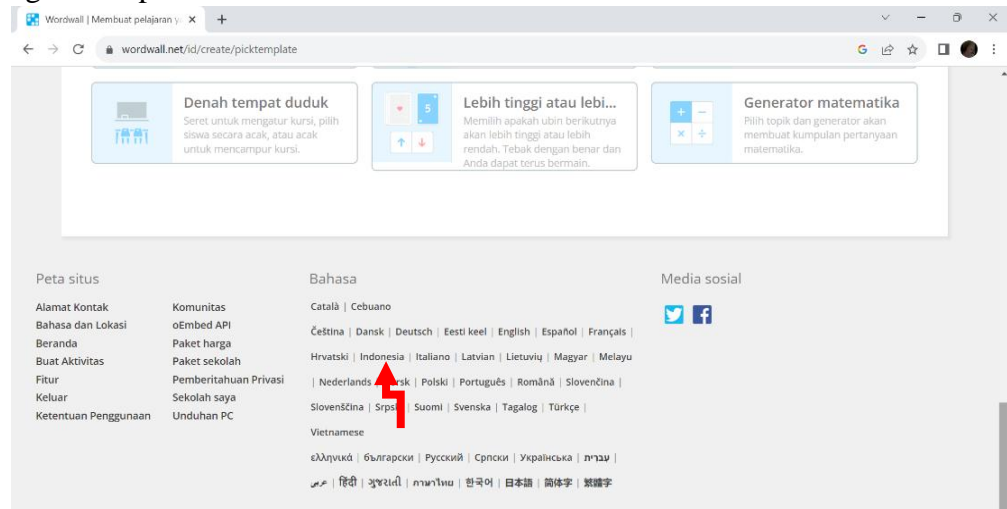 Wordwall | Membuat pelajaran y
wordwall.net/id/create/picktemplate
Denah tempat duduk
Seret untuk mengatur kursi, pilih
siswa secara acak, atau acak
untuk mencampur kursi.
Lebih tinggi atau lebi...
Memilih apakah ubin berikutnya
akan lebih tinggi atau lebih
rendah. Tebak dengan benar dan
Anda dapat terus bermain.
Generator matematika
Pilih topik dan generator akan
membuat kumpulan pertanyaan
matematika.
Peta situs
Alamat Kontak
Bahasa dan Lokasi
Beranda
Buat Aktivitas
Fitur
Keluar
Ketentuan Penggunaan
Komunitas
oEmbed API
Paket harga
Paket sekolah
Pemberitahuan Privasi
Sekolah saya
Unduhan PC
Bahasa
Català | Cebuano
Čeština | Dansk | Deutsch | Eesti keel | English | Español | Français |
Hrvatski | Indonesia | Italiano | Latvian | Lietuvių | Magyar | Melayu
| Nederlands | | Polski | Português | Română | Slovenčina |
Slovenščina | | Suomi | Svenska | Tagalog | Türkçe |
Vietnamese
ελληνικά | български | Русский | Српски | Українська | עברית |
عربى | हिंदी | ગુજરાતી | ภาษาไทย | 한국어 | 日本語 | 简体字 | 繁體字
Media sosial